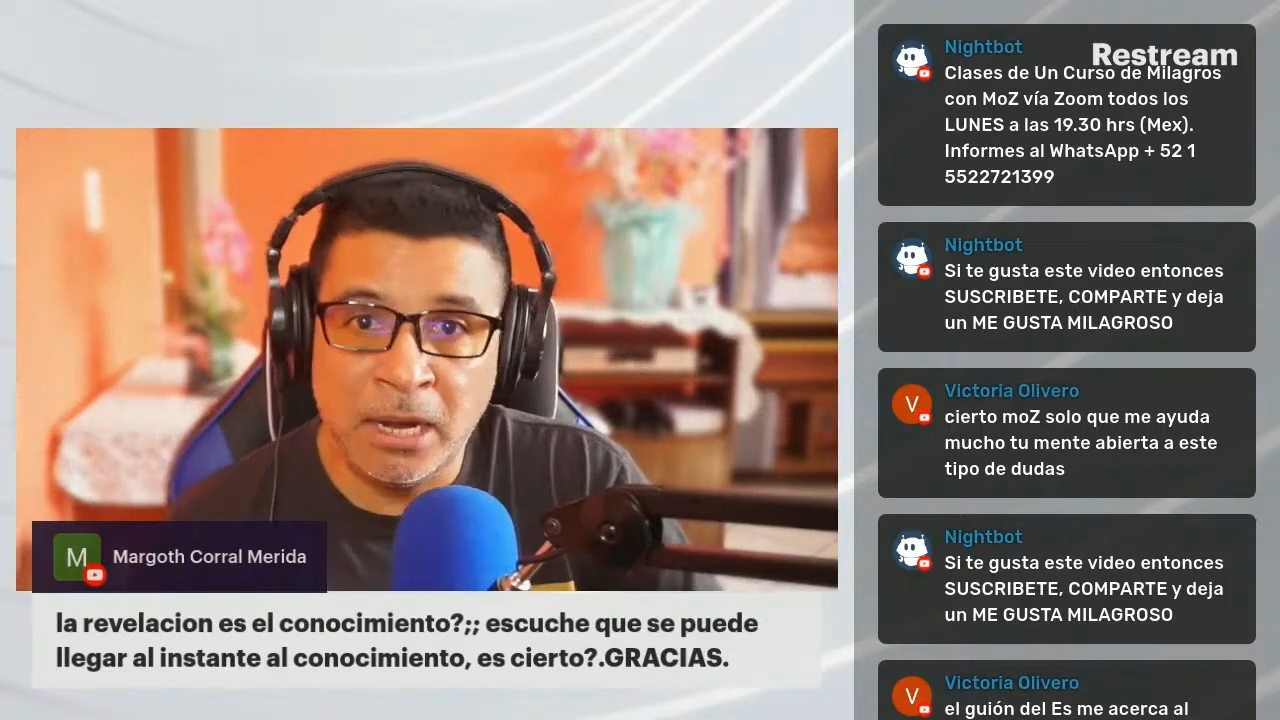 Restream
Nightbot
Clases de Un Curso de Milagros
con MoZ vía Zoom todos los
LUNES a las 19.30 hrs (Mex).
Informes al WhatsApp + 52 1
5522721399
Nightbot
Si te gusta este video entonces
SUSCRIBETE, COMPARTE y deja
un ME GUSTA MILAGROSO
V
Victoria Olivero
cierto moZ solo que me ayuda
mucho tu mente abierta a este
tipo de dudas
Nightbot
Si te gusta este video entonces
SUSCRIBETE, COMPARTE y deja
un ME GUSTA MILAGROSO
V
Victoria Olivero
el guión del Es me acerca al
M
Margoth Corral Merida
la revelacion es el conocimiento?;; escuche que se puede
llegar al instante al conocimiento, es cierto?.GRACIAS.